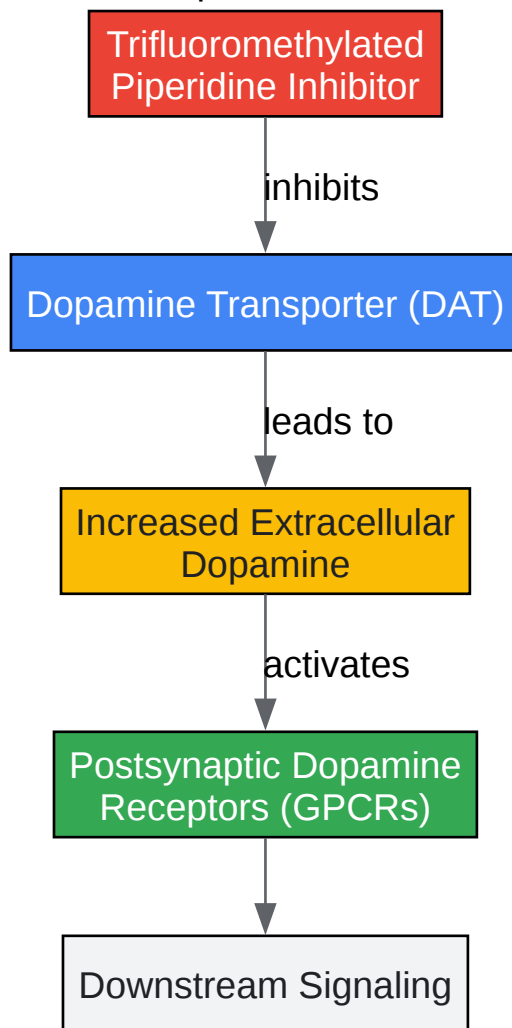 Trifluoromethylated
Piperidine Inhibitor
inhibits
Dopamine Transporter (DAT)
leads to
Increased Extracellular
Dopamine
activates
Postsynaptic Dopamine
Receptors (GPCRs)
Downstream Signaling